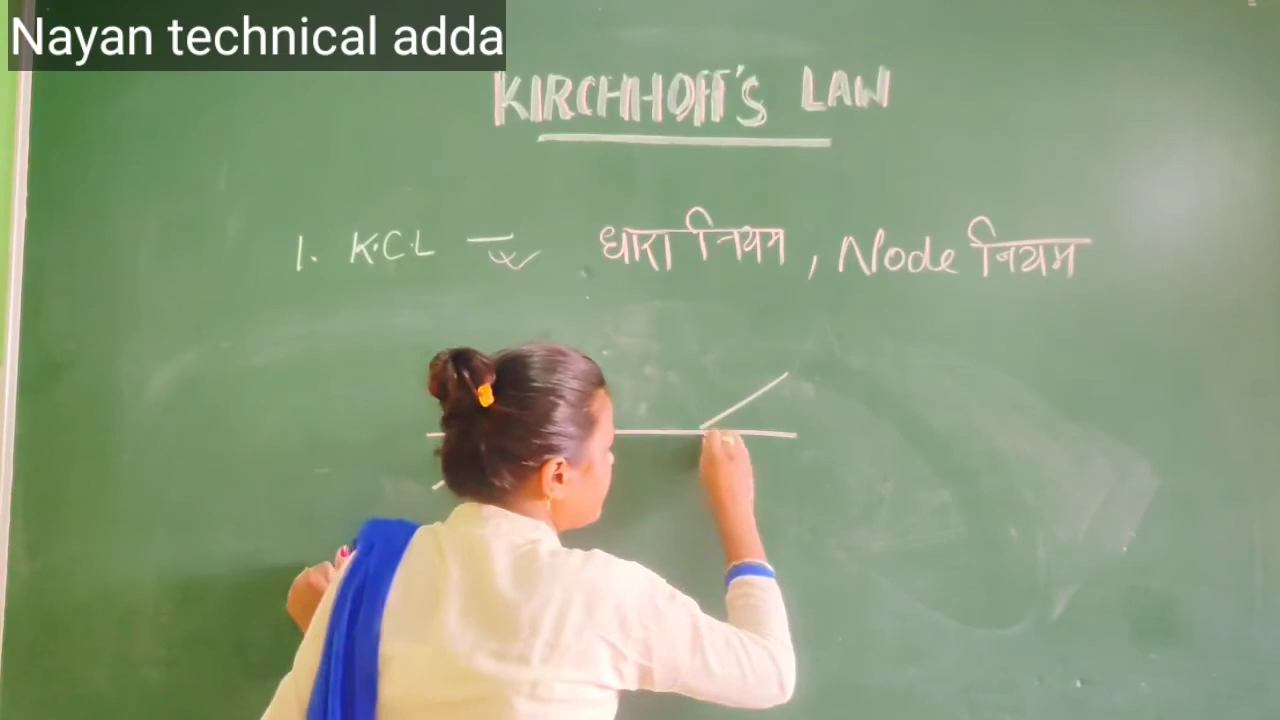 Nayan technical adda
KIRCHHOFF'S LAW
1. K.C.L — धारा नियम, Node नियम